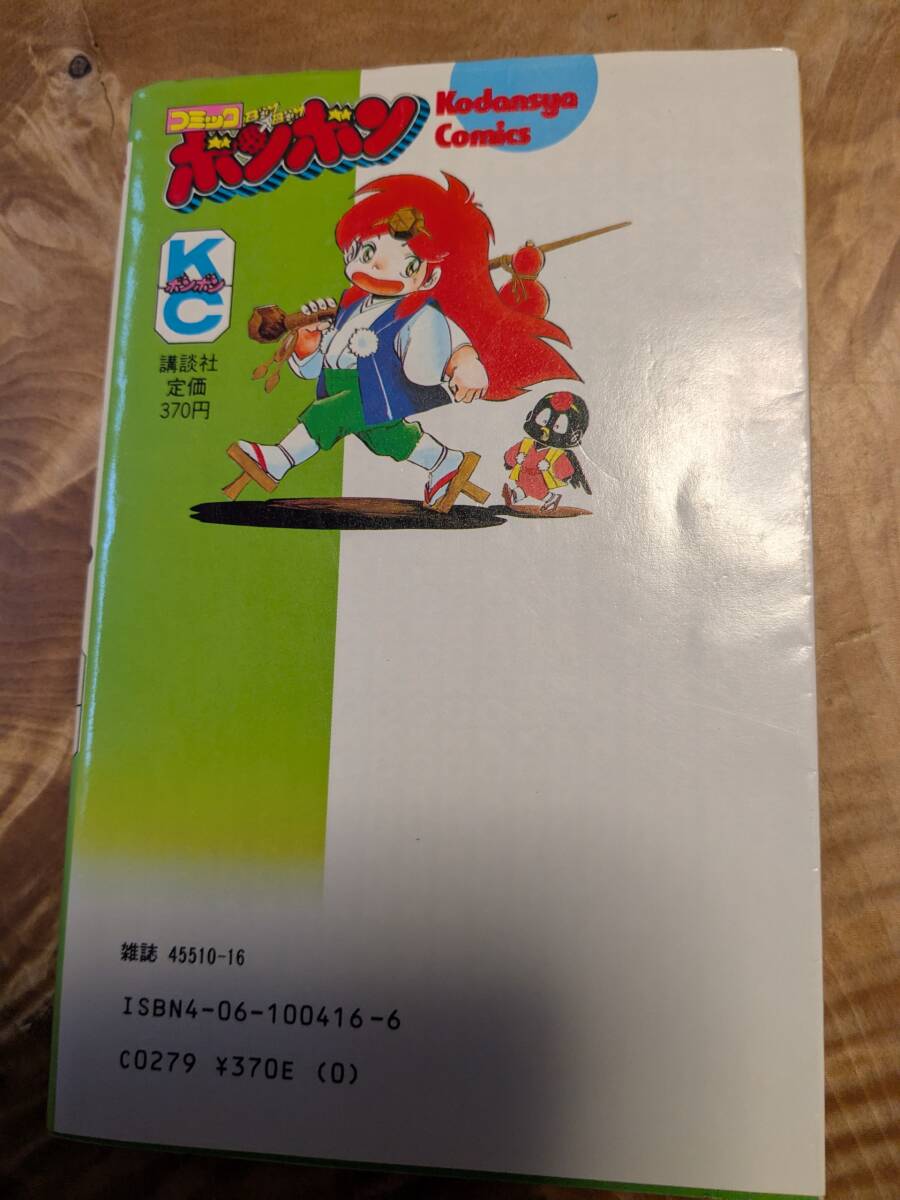 コミック
ボンボン
Kodansya
Comics
KC
ボンボン
講談社
定価
370円
雑誌 45510-16
ISBN4-06-100416-6
C0279 ¥370E (0)